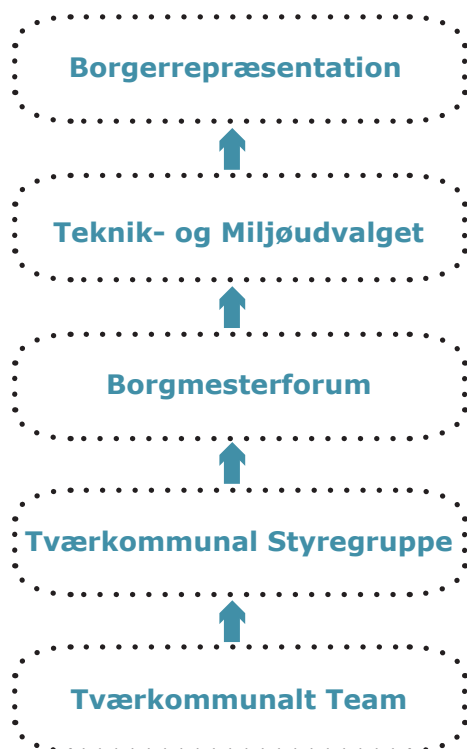 Borgerrepræsentation
Teknik- og Miljøudvalget
Borgmesterforum
Tværkommunal Styregruppe
Tværkommunalt Team